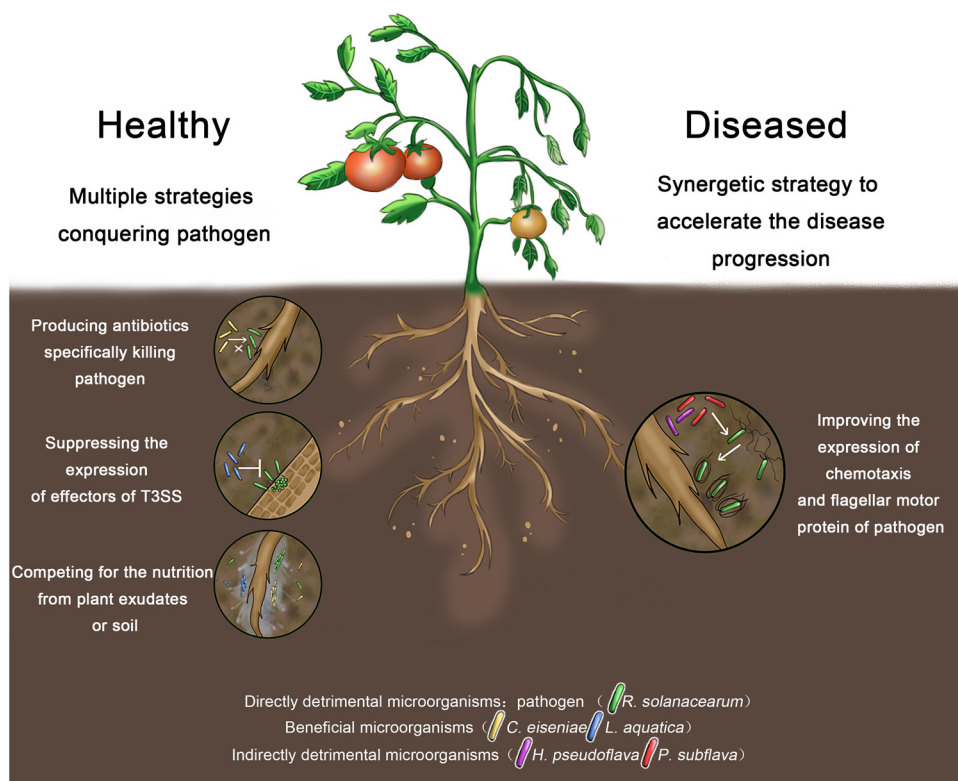 Healthy
Multiple strategies
conquering pathogen
Diseased
Synergetic strategy to
accelerate the disease
progression
Producing antibiotics
specifically killing
pathogen
Suppressing the
expression
of effectors of T3SS
Competing for the nutrition
from plant exudates
or soil
Improving the
expression of
chemotaxis
and flagellar motor
protein of pathogen
Directly detrimental microorganisms：pathogen （R. solanacearum）
Beneficial microorganisms（C. eiseniae L. aquatica）
Indirectly detrimental microorganisms（H. pseudoflava P. subflava）